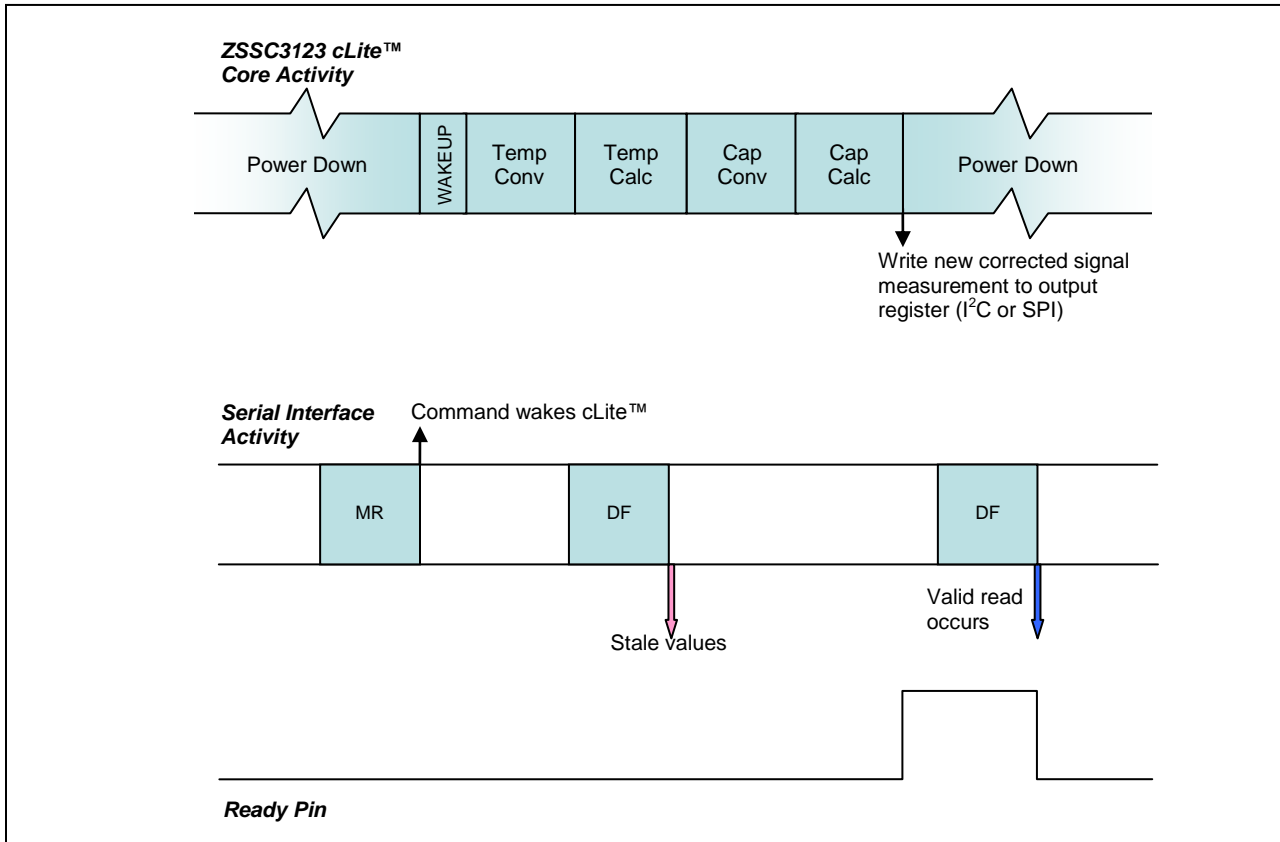 ZSSC3123 cLite™
Core Activity
Power Down
WAKEUP
Temp
Conv
Temp
Calc
Cap
Conv
Cap
Calc
Power Down
Write new corrected signal
measurement to output
register (I²C or SPI)
Serial Interface
Activity
Command wakes cLite™
MR
DF
DF
Stale values
Valid read
occurs
Ready Pin